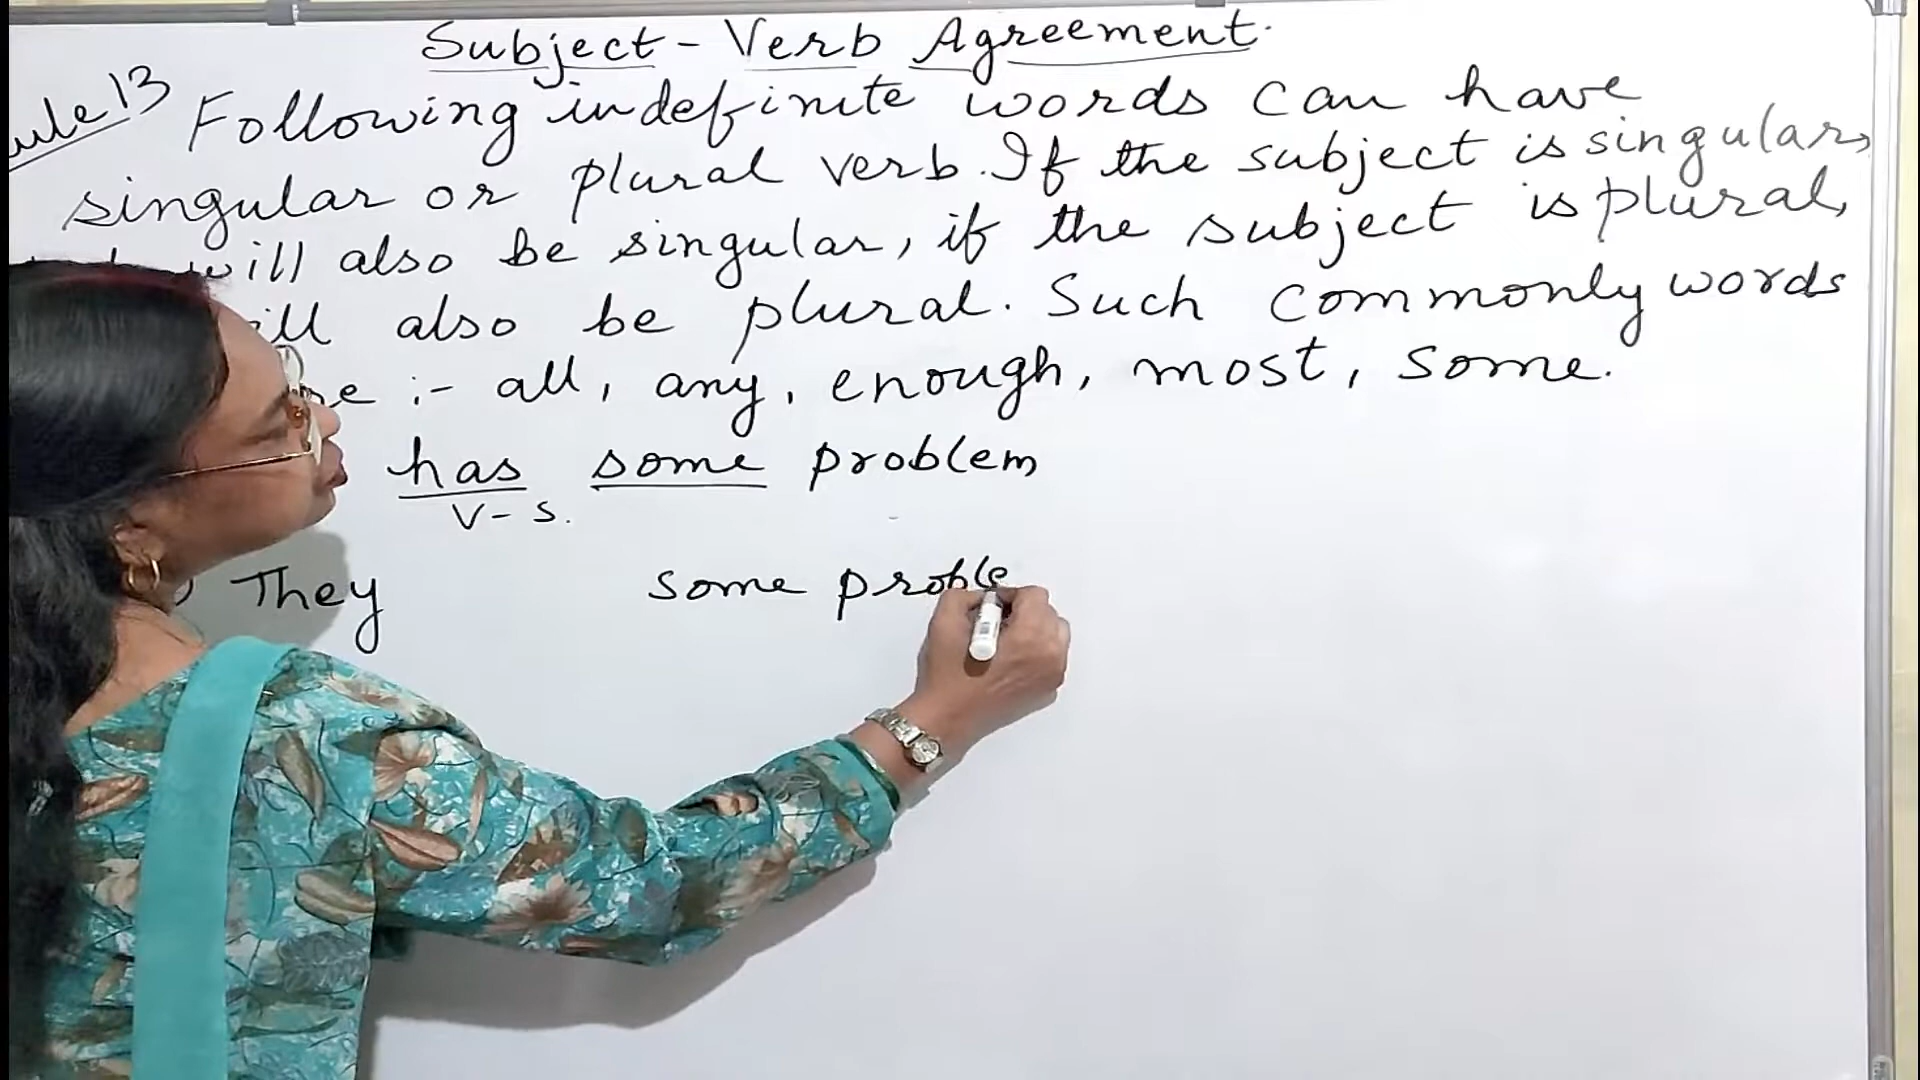 Subject - Verb Agreement.
Rule 13 Following indefinite words can have
singular or plural verb. If the subject is singular,
will also be singular, if the subject is plural,
also be plural. Such commonly words
:- all, any, enough, most, some.
has some problem
V - S.
They some proble